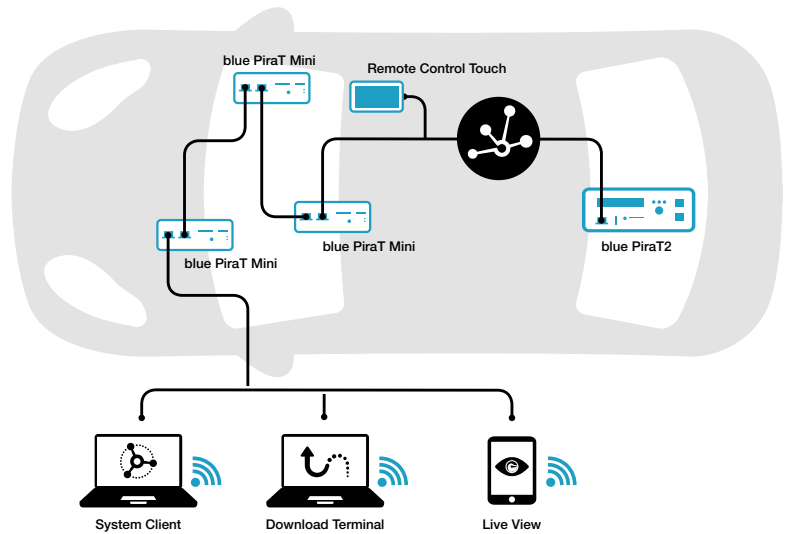 blue PiraT Mini
Remote Control Touch
blue PiraT Mini
blue PiraT2
blue PiraT Mini
System Client
Download Terminal
Live View